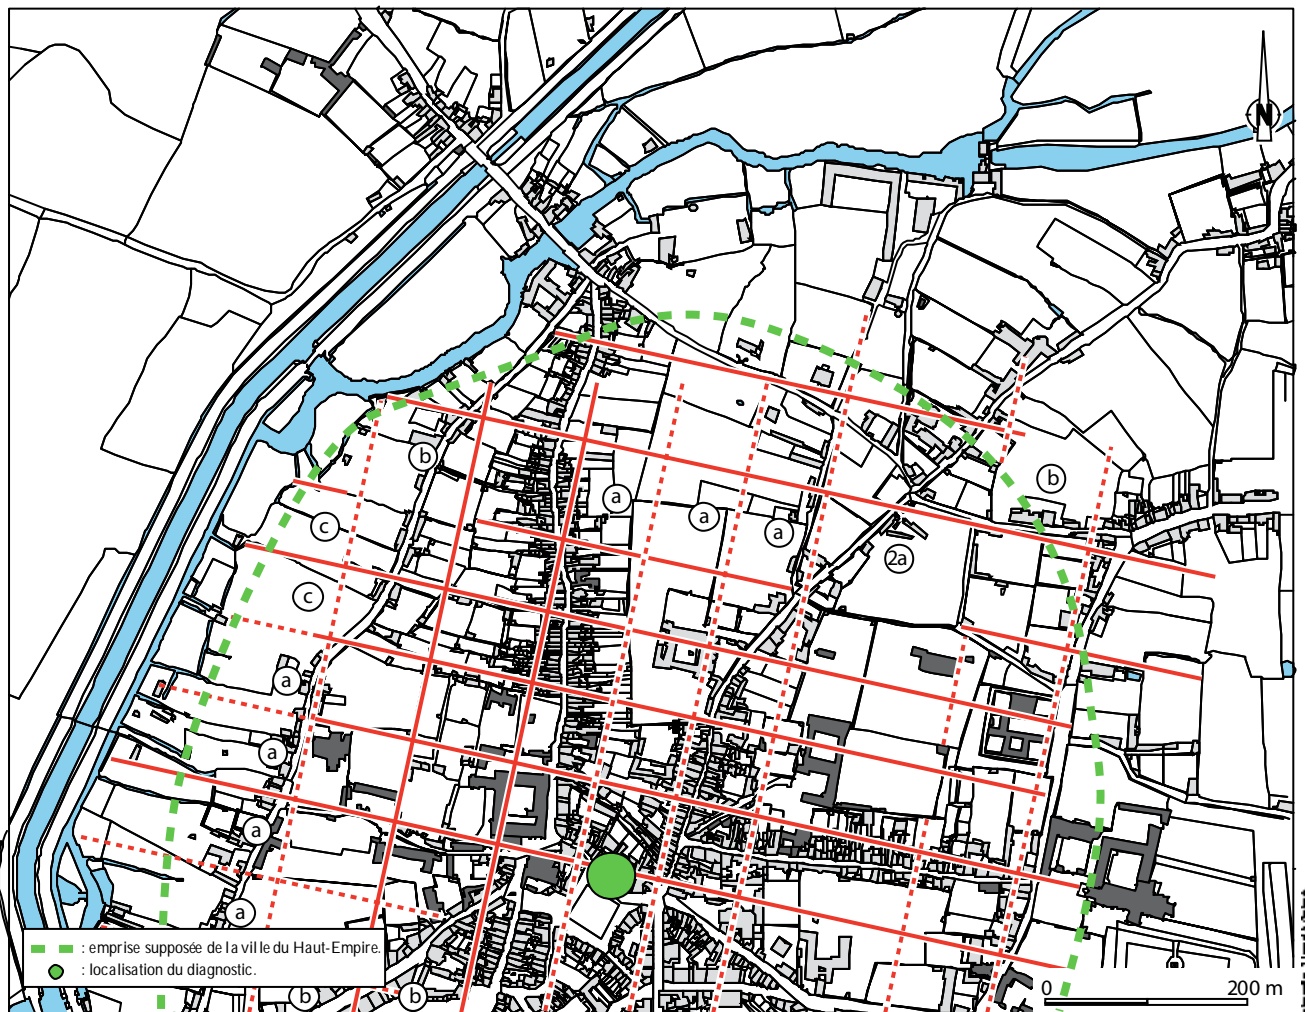 N
b
a
a
a
b
c
2a
c
a
a
a
a
b
b
: emprise supposée de la ville du Haut-Empire.
: localisation du diagnostic.
0 200 m